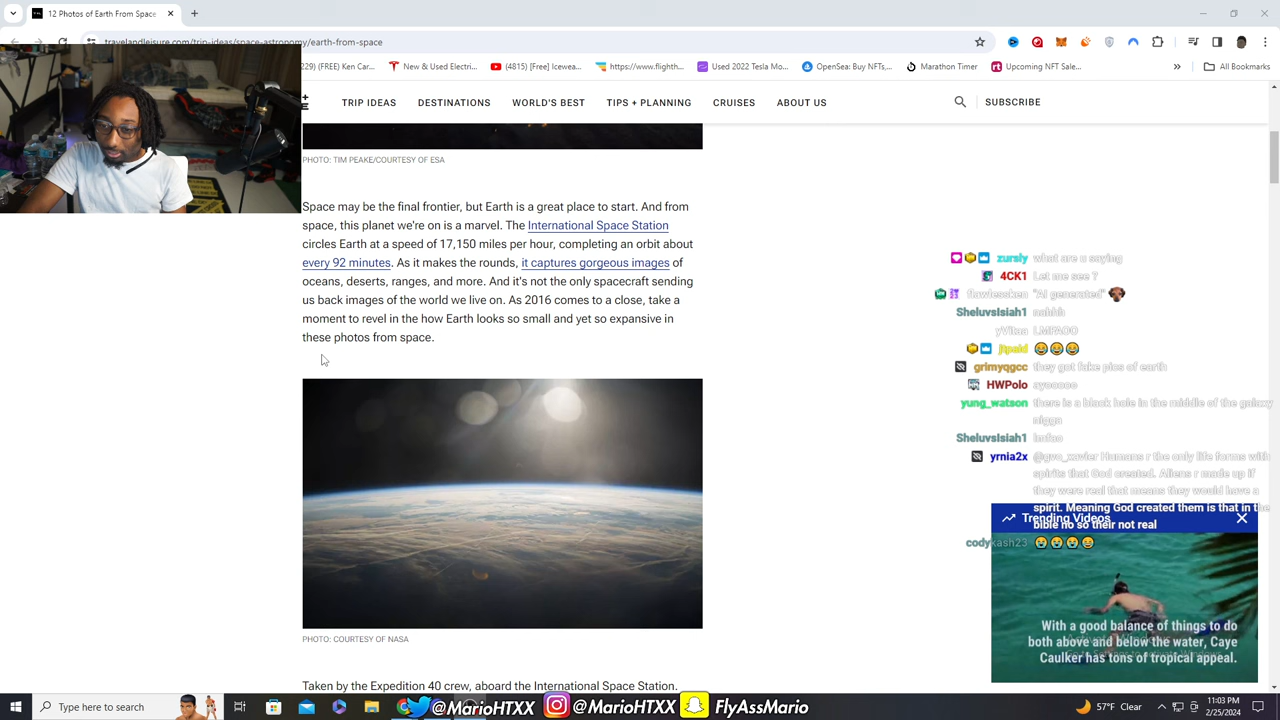 12 Photos of Earth From Space
travelandleisure.com/trip-ideas/space-astronomy/earth-from-space
229) (FREE) Ken Car...
New & Used Electri...
(4815) [Free] Icewea...
https://www.flighth...
Used 2022 Tesla Mo...
OpenSea: Buy NFTs,...
Marathon Timer
Upcoming NFT Sale...
All Bookmarks
TRIP IDEAS
DESTINATIONS
WORLD'S BEST
TIPS + PLANNING
CRUISES
ABOUT US
SUBSCRIBE
PHOTO: TIM PEAKE/COURTESY OF ESA
Space may be the final frontier, but Earth is a great place to start. And from
space, this planet we're on is a marvel. The International Space Station
circles Earth at a speed of 17,150 miles per hour, completing an orbit about
every 92 minutes. As it makes the rounds, it captures gorgeous images of
oceans, deserts, ranges, and more. And it's not the only spacecraft sending
us back images of the world we live on. As 2016 comes to a close, take a
moment to revel in the how Earth looks so small and yet so expansive in
these photos from space.
PHOTO: COURTESY OF NASA
Taken by the Expedition 40 crew, aboard the International Space Station.
zursly what are u saying
4CK1 Let me see ?
flawlessken "AI generated"
SheluvsIsiah1 nahhh
yVitua LMFAOO
jtpaid
grimyqgcc they got fake pics of earth
HWPolo ayooooo
yung_watson there is a black hole in the middle of the galaxy
nigga
SheluvsIsiah1
yrnia2x @gvo_xavier Humans r the only life forms with
spirits that God created. Aliens r made up if
they were real that means they would have a
spirit. Meaning God created them is that in the
bible no so their not real
codykash23
Trending Videos
With a good balance of things to do
both above and below the water, Caye
Caulker has tons of tropical appeal.
Type here to search
@MarioHTXX
@MarioHTXX
FlyAssMario
57°F Clear
11:03 PM
2/25/2024